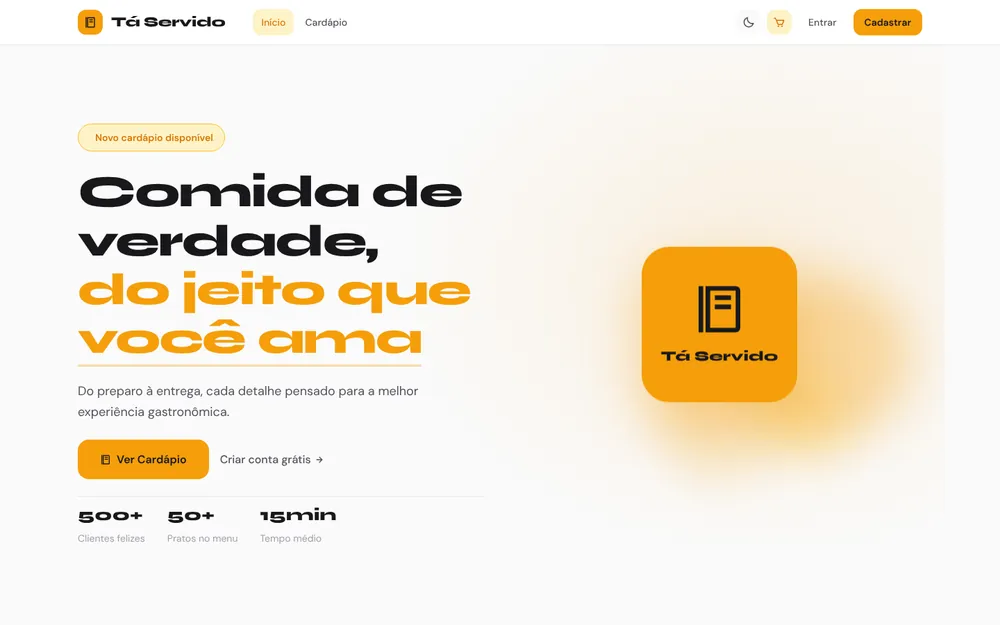 Tá Servido
Início
Cardápio
Entrar
Cadastrar
Novo cardápio disponível
Comida de
verdade,
do jeito que
você ama
Do preparo à entrega, cada detalhe pensado para a melhor
experiência gastronômica.
Ver Cardápio
Criar conta grátis →
500+
Clientes felizes
50+
Pratos no menu
15min
Tempo médio
Tá Servido